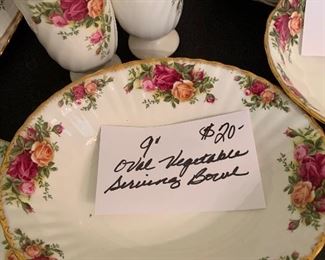 9" $20-
Oval Vegetable
Serving Bowl